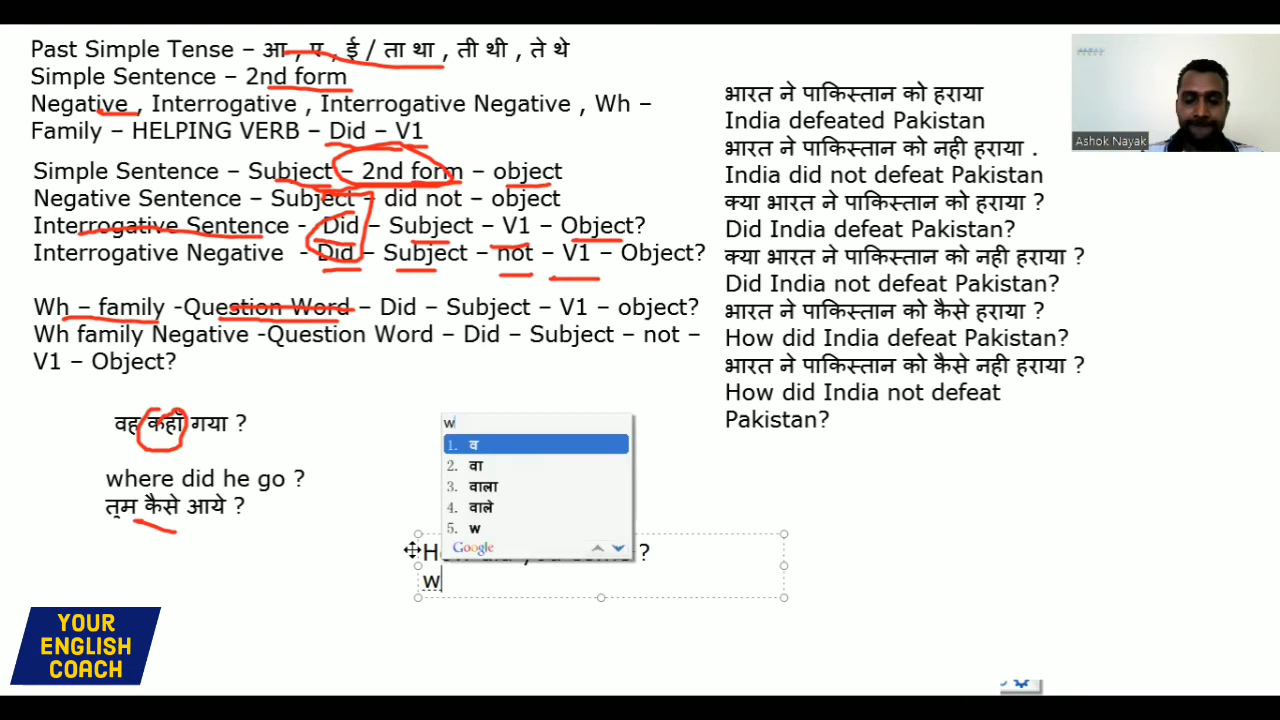 Past Simple Tense – आ , ए , ई / ता था , ती थी , ते थे
Simple Sentence – 2nd form
Negative , Interrogative , Interrogative Negative , Wh –
Family – HELPING VERB – Did – V1
Simple Sentence – Subject – 2nd form – object
Negative Sentence – Subject – did not – object
Interrogative Sentence - Did – Subject – V1 – Object?
Interrogative Negative - Did – Subject – not – V1 – Object?
Wh – family -Question Word – Did – Subject – V1 – object?
Wh family Negative -Question Word – Did – Subject – not –
V1 – Object?
वह कहाँ गया ?
where did he go ?
तुम कैसे आये ?
w
1. व
2. वा
3. वाला
4. वाले
5. w
Google
?
w
भारत ने पाकिस्तान को हराया
India defeated Pakistan
भारत ने पाकिस्तान को नही हराया .
India did not defeat Pakistan
क्या भारत ने पाकिस्तान को हराया ?
Did India defeat Pakistan?
क्या भारत ने पाकिस्तान को नही हराया ?
Did India not defeat Pakistan?
भारत ने पाकिस्तान को कैसे हराया ?
How did India defeat Pakistan?
भारत ने पाकिस्तान को कैसे नही हराया ?
How did India not defeat
Pakistan?
Ashok Nayak
YOUR
ENGLISH
COACH